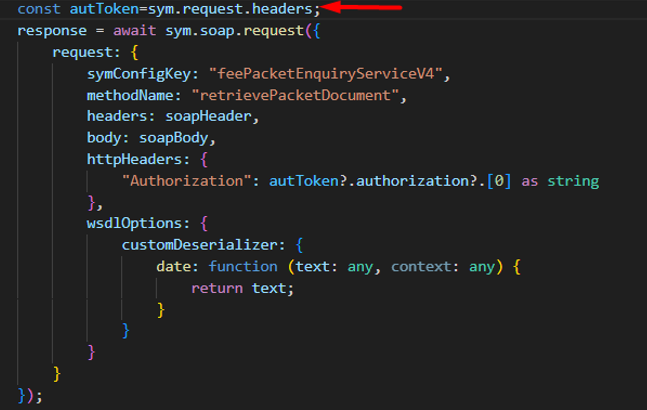 const autToken=sym.request.headers;
response = await sym.soap.request({
    request: {
        symConfigKey: "feePacketEnquiryServiceV4",
        methodName: "retrievePacketDocument",
        headers: soapHeader,
        body: soapBody,
        httpHeaders: {
            "Authorization": autToken?.authorization?.[0] as string
        },
        wsdlOptions: {
            customDeserializer: {
                date: function (text: any, context: any) {
                    return text;
                }
            }
        }
    }
});